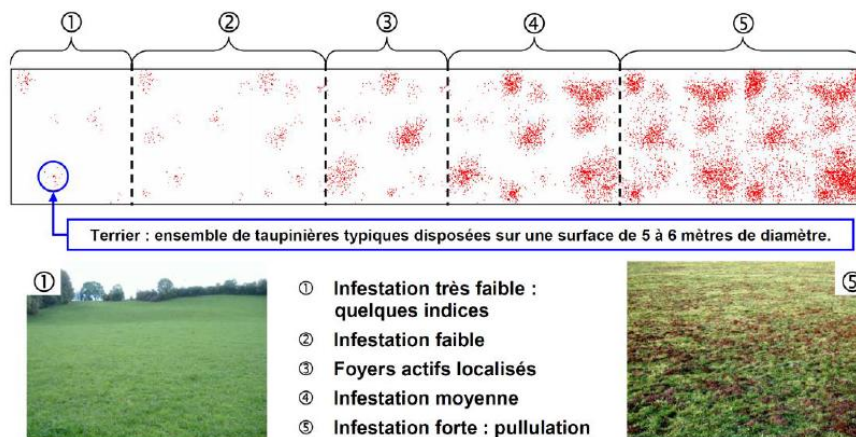 ① ② ③ ④ ⑤
Terrier : ensemble de taupinières typiques disposées sur une surface de 5 à 6 mètres de diamètre.
①
① Infestation très faible :
quelques indices
② Infestation faible
③ Foyers actifs localisés
④ Infestation moyenne
⑤ Infestation forte : pullulation
⑤